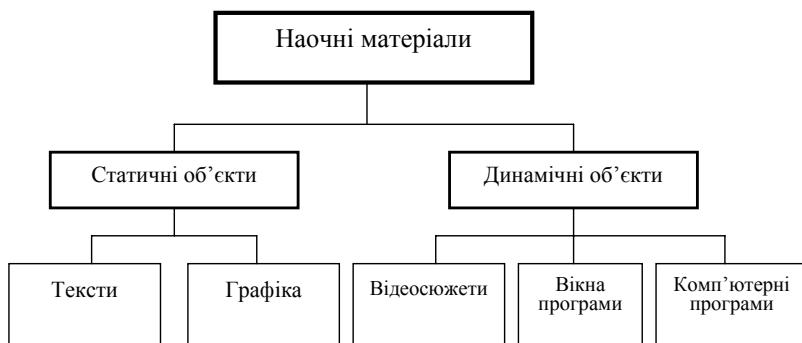 Наочні матеріали
Статичні об’єкти
Динамічні об’єкти
Тексти
Графіка
Відеосюжети
Вікна
програми
Комп’ютерні
програми